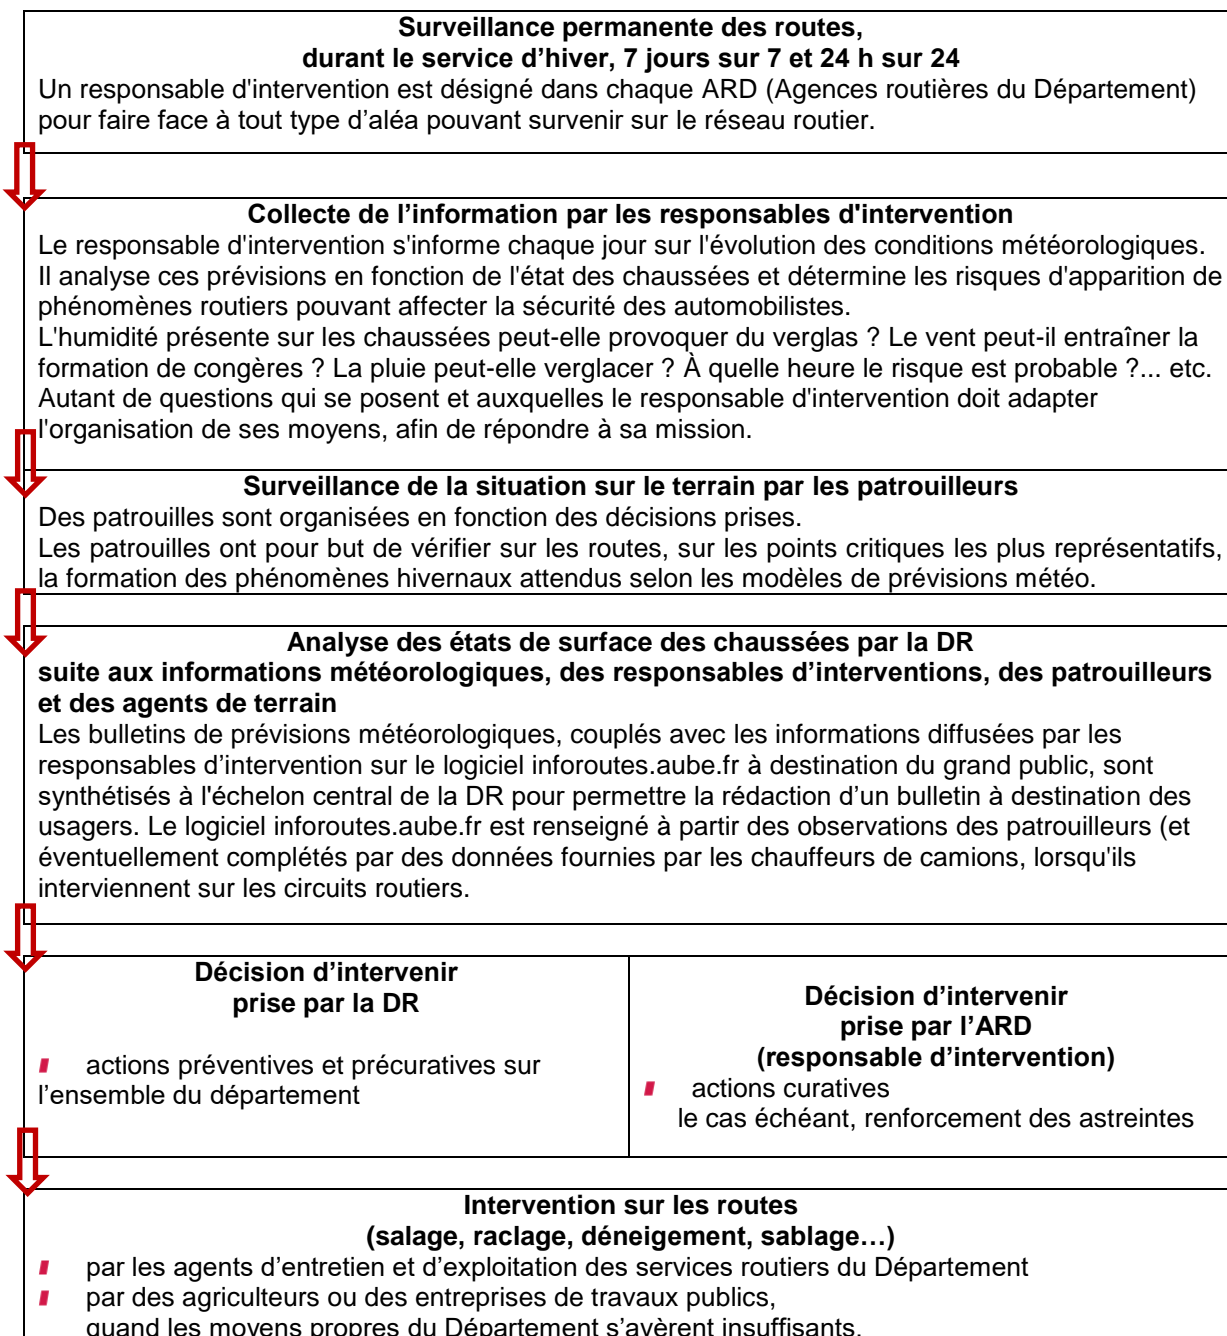 Surveillance permanente des routes,
durant le service d’hiver, 7 jours sur 7 et 24 h sur 24
Un responsable d'intervention est désigné dans chaque ARD (Agences routières du Département)
pour faire face à tout type d’aléa pouvant survenir sur le réseau routier.
Collecte de l’information par les responsables d'intervention
Le responsable d'intervention s'informe chaque jour sur l'évolution des conditions météorologiques.
Il analyse ces prévisions en fonction de l'état des chaussées et détermine les risques d'apparition de
phénomènes routiers pouvant affecter la sécurité des automobilistes.
L'humidité présente sur les chaussées peut-elle provoquer du verglas ? Le vent peut-il entraîner la
formation de congères ? La pluie peut-elle verglacer ? À quelle heure le risque est probable ?... etc.
Autant de questions qui se posent et auxquelles le responsable d'intervention doit adapter
l'organisation de ses moyens, afin de répondre à sa mission.
Surveillance de la situation sur le terrain par les patrouilleurs
Des patrouilles sont organisées en fonction des décisions prises.
Les patrouilles ont pour but de vérifier sur les routes, sur les points critiques les plus représentatifs,
la formation des phénomènes hivernaux attendus selon les modèles de prévisions météo.
Analyse des états de surface des chaussées par la DR
suite aux informations météorologiques, des responsables d’interventions, des patrouilleurs
et des agents de terrain
Les bulletins de prévisions météorologiques, couplés avec les informations diffusées par les
responsables d’intervention sur le logiciel inforoutes.aube.fr à destination du grand public, sont
synthétisés à l'échelon central de la DR pour permettre la rédaction d’un bulletin à destination des
usagers. Le logiciel inforoutes.aube.fr est renseigné à partir des observations des patrouilleurs (et
éventuellement complétés par des données fournies par les chauffeurs de camions, lorsqu'ils
interviennent sur les circuits routiers.
Décision d’intervenir
prise par la DR
actions préventives et précuratives sur
l’ensemble du département
Décision d’intervenir
prise par l’ARD
(responsable d’intervention)
actions curatives
le cas échéant, renforcement des astreintes
Intervention sur les routes
(salage, raclage, déneigement, sablage…)
par les agents d’entretien et d’exploitation des services routiers du Département
par des agriculteurs ou des entreprises de travaux publics,
quand les moyens propres du Département s’avèrent insuffisants.